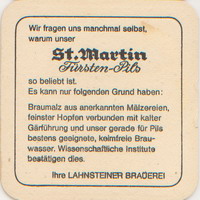 Wir fragen uns manchmal selbst,
warum unser
St. Martin
Fürsten-Pils
so beliebt ist.
Es kann nur folgenden Grund haben:
Braumalz aus anerkannten Mälzereien,
feinster Hopfen verbunden mit kalter
Gärführung und unser gerade für Pils
bestens geeignete, keimfreie Brau-
wasser. Wissenschaftliche Institute
bestätigen dies.
Ihre LAHNSTEINER BRAUEREI